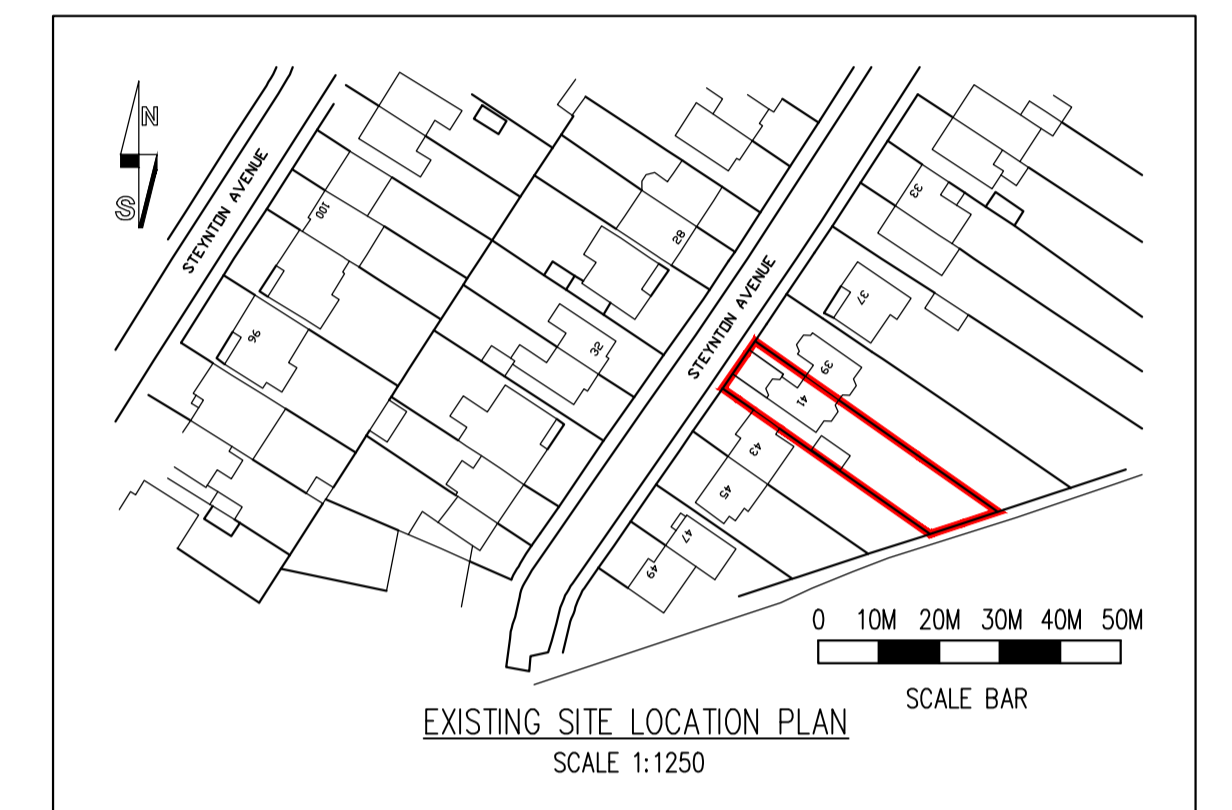 N
S
STEYNTON AVENUE
100
96
28
32
STEYNTON AVENUE
33
37
39
41
43
45
47
49
0 10M 20M 30M 40M 50M
SCALE BAR
EXISTING SITE LOCATION PLAN
SCALE 1:1250